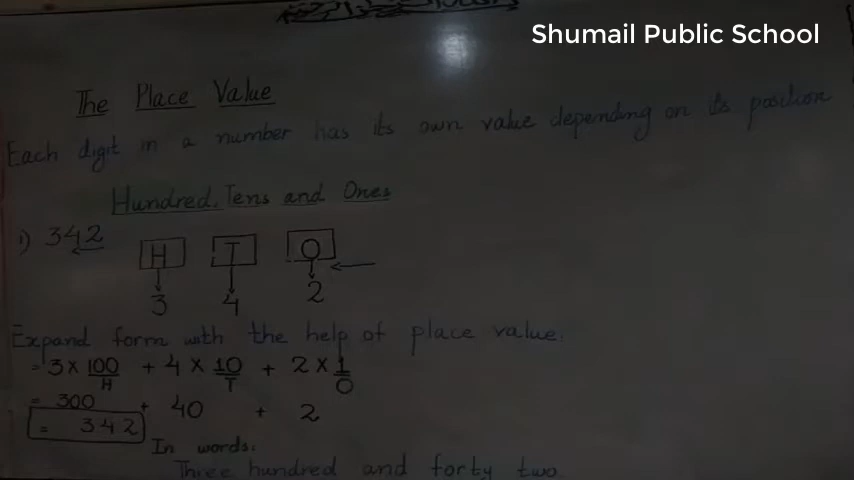 Shumail Public School
The Place Value
Each digit in a number has its own value depending on its position
Hundred, Tens and Ones
i) 342
H T O
3 4 2
Expand form with the help of place value.
= 3 × 100 + 4 × 10 + 2 × 1
H T O
= 300 + 40 + 2
= 342
In words:
Three hundred and forty two